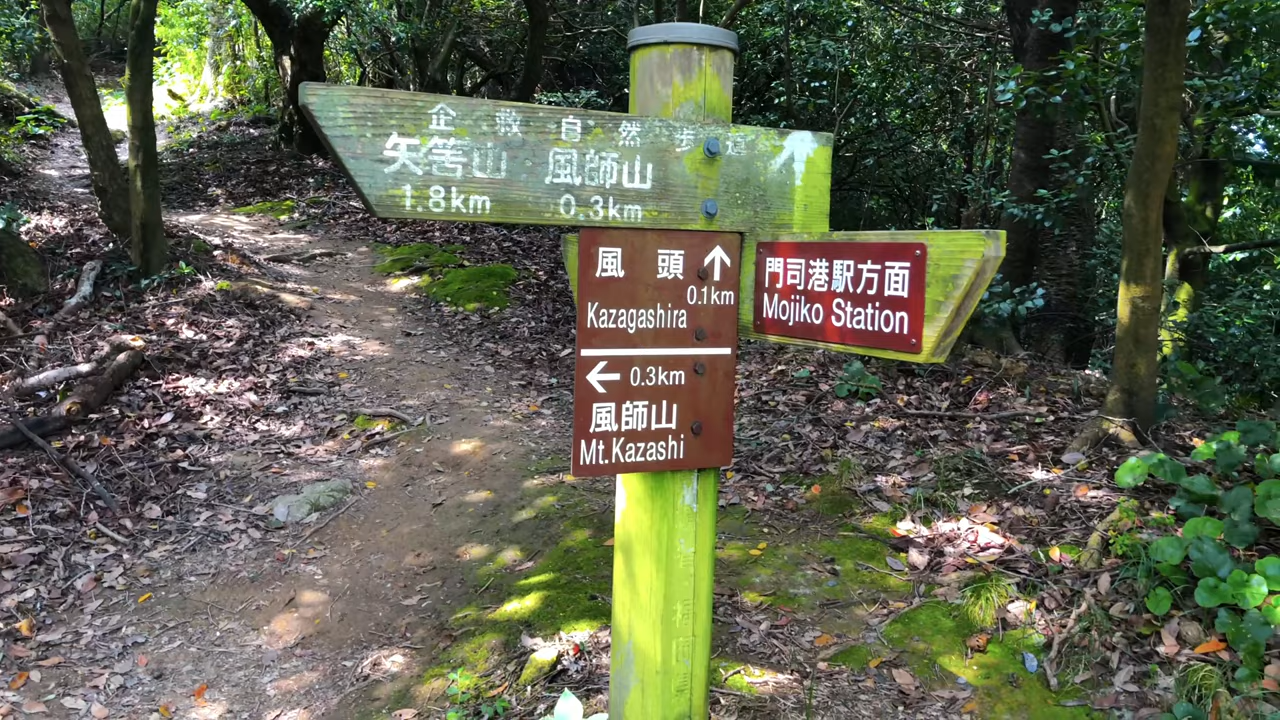 企救自然歩道
矢筈山 風師山
1.8km 0.3km
風頭
0.1km
Kazagashira
0.3km
風師山
Mt.Kazashi
門司港駅方面
Mojiko Station